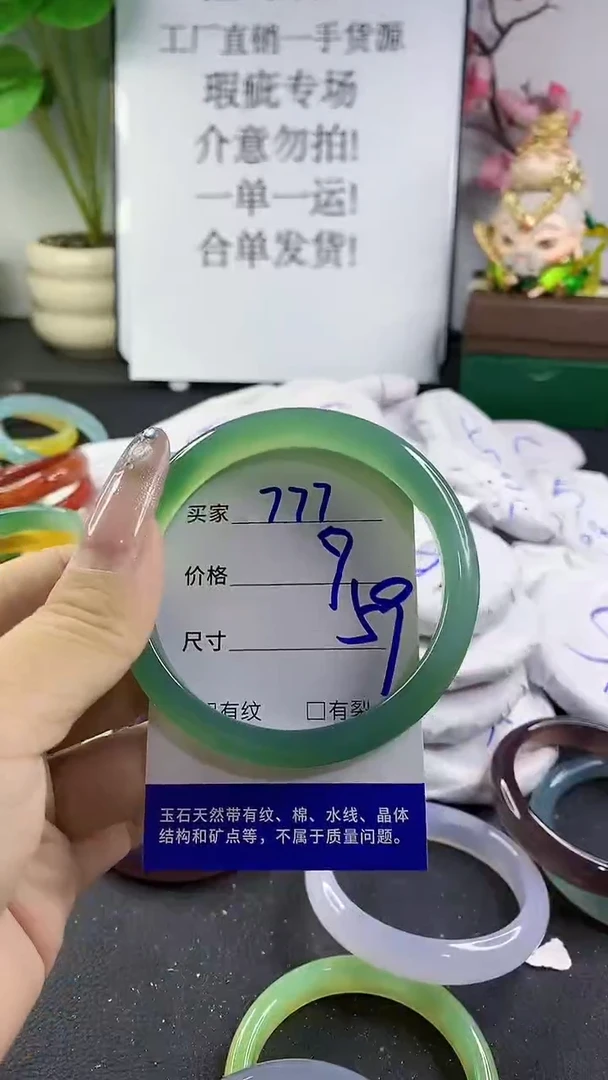 工厂直销一手货源
瑕疵专场
介意勿拍!
一单一运!
合单发货!
买家 777
价格 9
尺寸 59
有纹 □有裂
玉石天然带有纹、棉、水线、晶体
结构和矿点等，不属于质量问题。